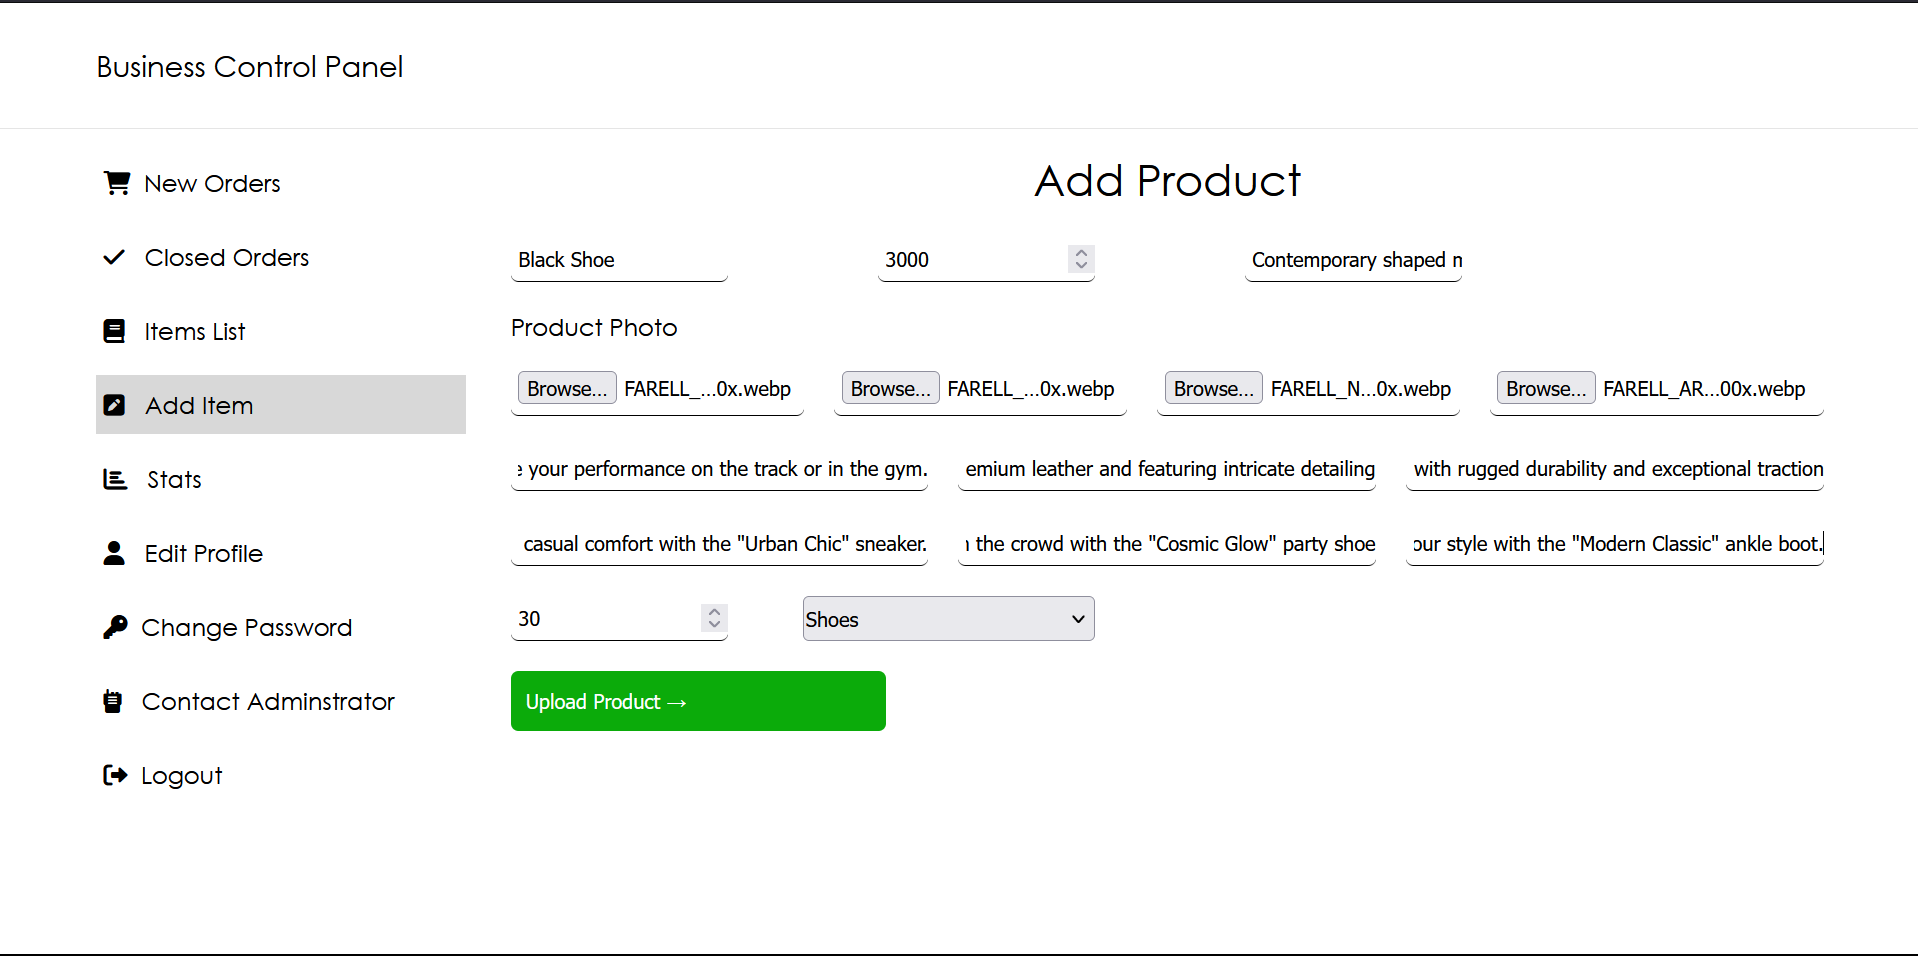 Business Control Panel
New Orders
Closed Orders
Items List
Add Item
Stats
Edit Profile
Change Password
Contact Adminstrator
Logout
Add Product
Black Shoe
3000
Contemporary shaped
Product Photo
Browse... FARELL_...0x.webp
Browse... FARELL_...0x.webp
Browse... FARELL_N...0x.webp
Browse... FARELL_AR...00x.webp
your performance on the track or in the gym.
emium leather and featuring intricate detailing
with rugged durability and exceptional traction
casual comfort with the "Urban Chic" sneaker.
the crowd with the "Cosmic Glow" party shoe
our style with the "Modern Classic" ankle boot.
30
Shoes
Upload Product →